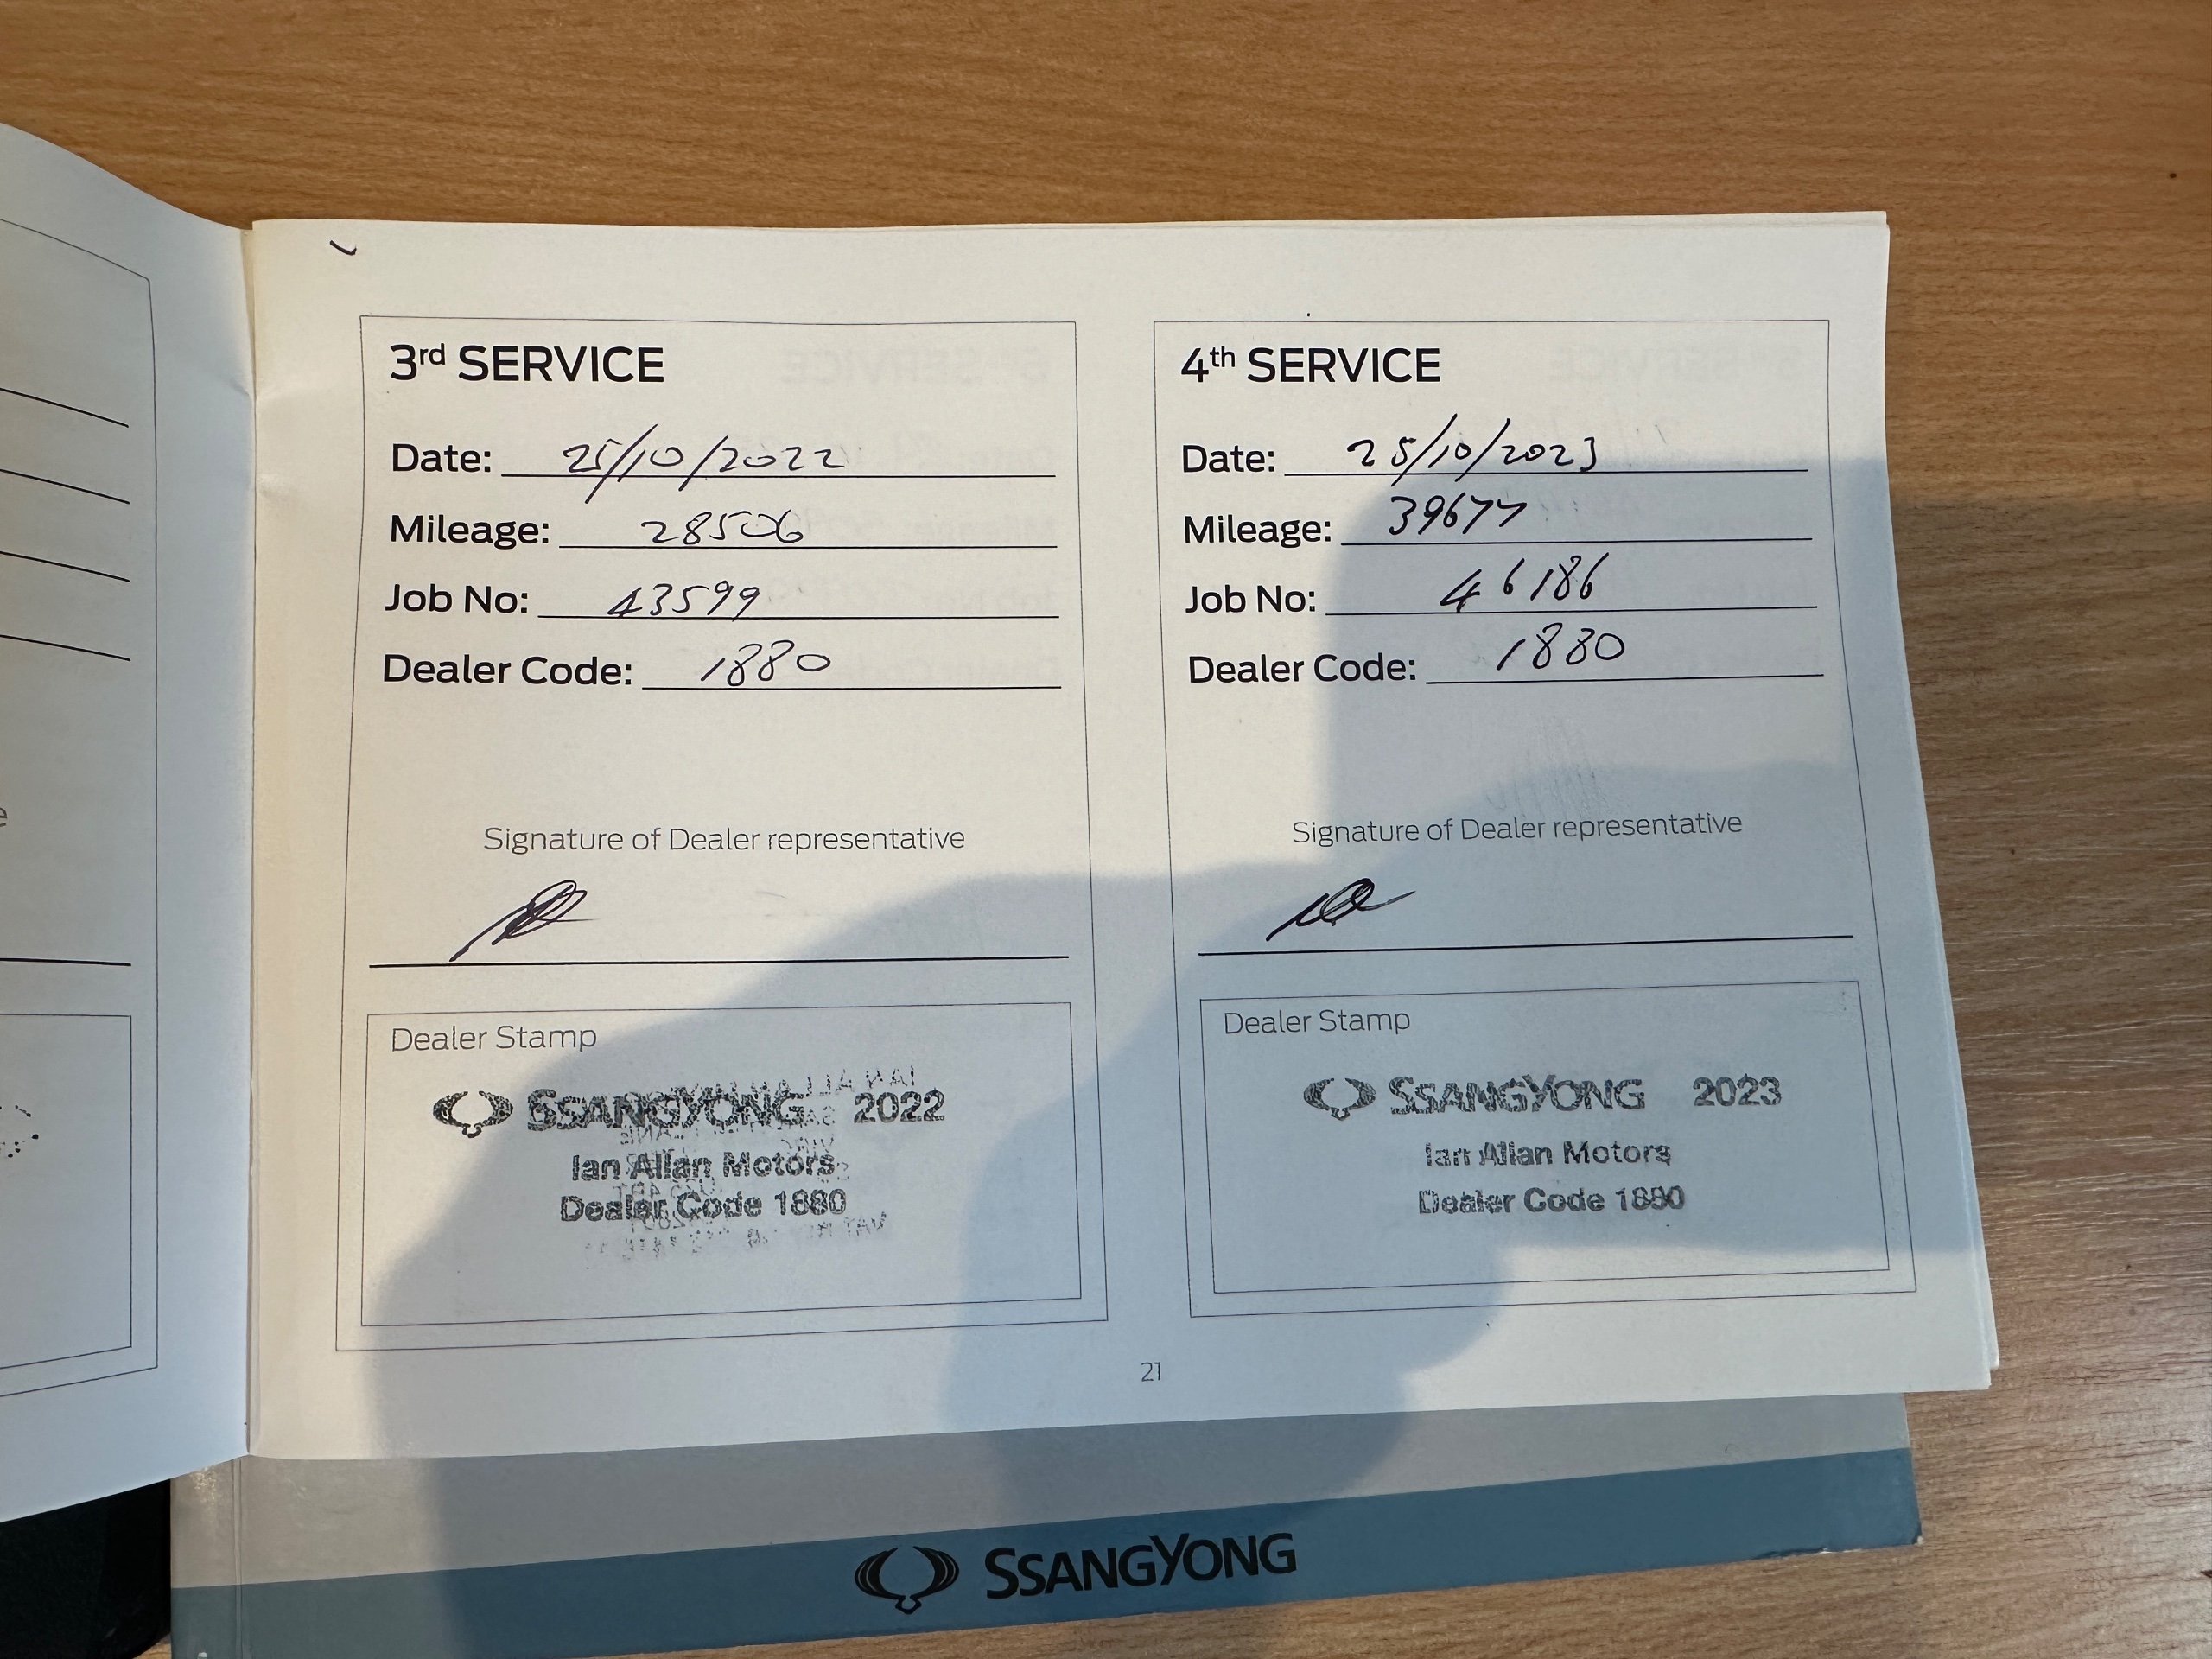 3rd SERVICE
Date: 25/10/2022
Mileage: 28506
Job No: 43599
Dealer Code: 1880
Signature of Dealer representative
Dealer Stamp
SSANGYONG 2022
Ian Allan Motors
Dealer Code 1880
4th SERVICE
Date: 25/10/2023
Mileage: 39677
Job No: 46186
Dealer Code: 1880
Signature of Dealer representative
Dealer Stamp
SSANGYONG 2023
Ian Allan Motors
Dealer Code 1880
21
SSANGYONG